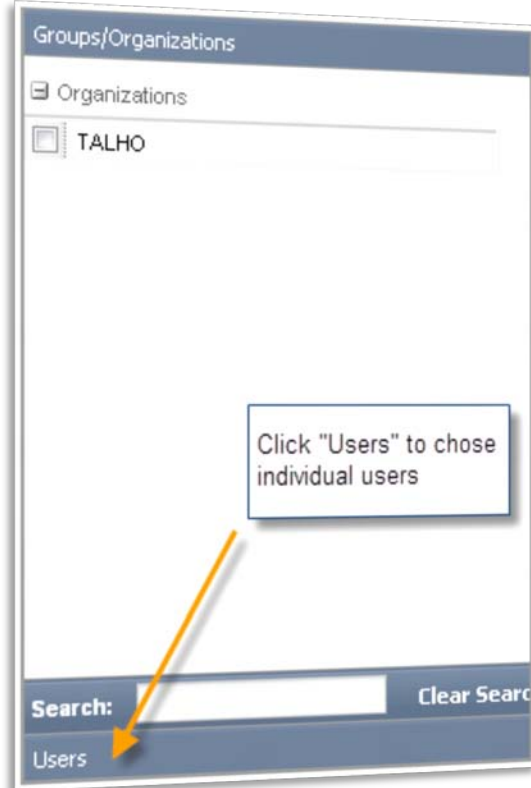 Groups/Organizations
Organizations
TALHO
Click "Users" to chose
individual users
Search:
Clear Searc
Users